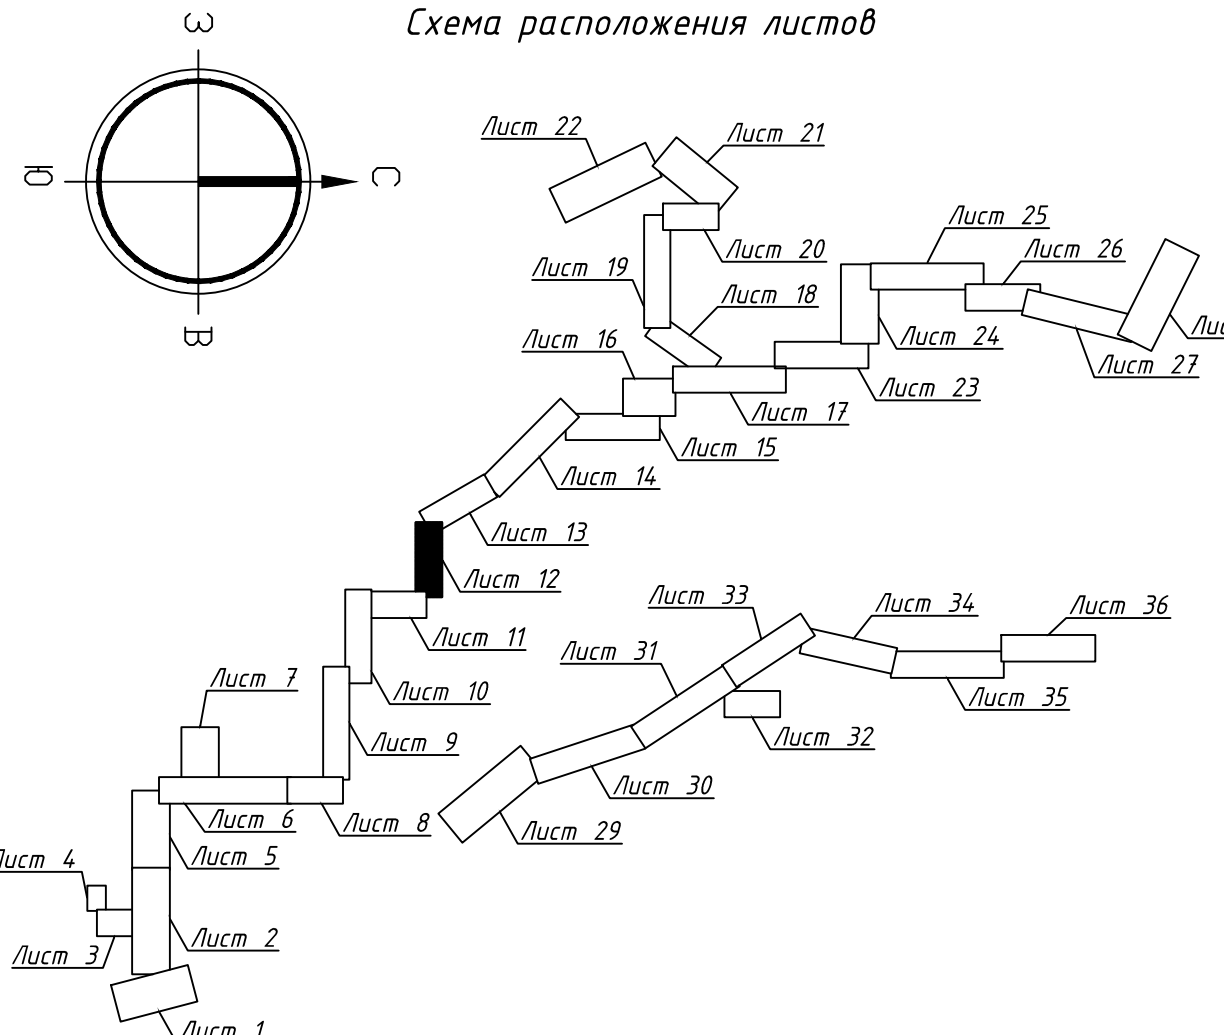 Схема расположения листов
З
Ю
С
В
Лист 22
Лист 21
Лист 25
Лист 20
Лист 26
Лист 19
Лист 18
Лист 16
Лист 24
Лист 27
Лист 23
Лист 17
Лист 15
Лист 14
Лист 13
Лист 12
Лист 33
Лист 34
Лист 36
Лист 11
Лист 31
Лист 7
Лист 10
Лист 35
Лист 9
Лист 32
Лист 30
Лист 6
Лист 8
Лист 29
Лист 4
Лист 5
Лист 3
Лист 2
Лист 1